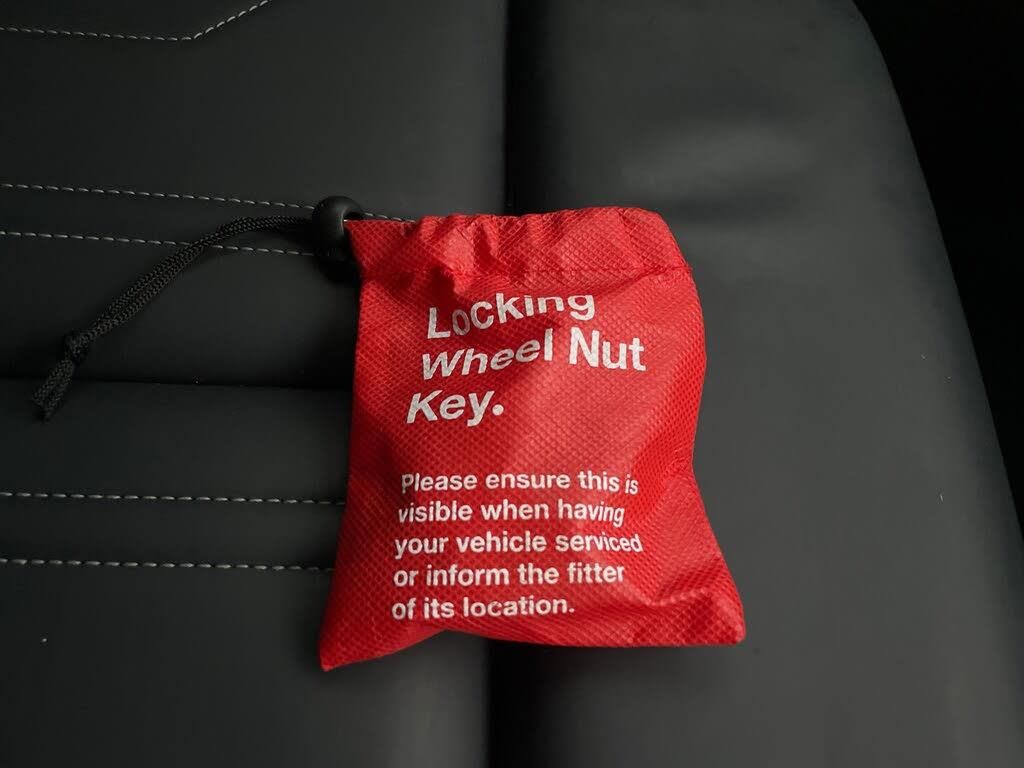 Locking
Wheel Nut
Key.
Please ensure this is
visible when having
your vehicle serviced
or inform the fitter
of its location.